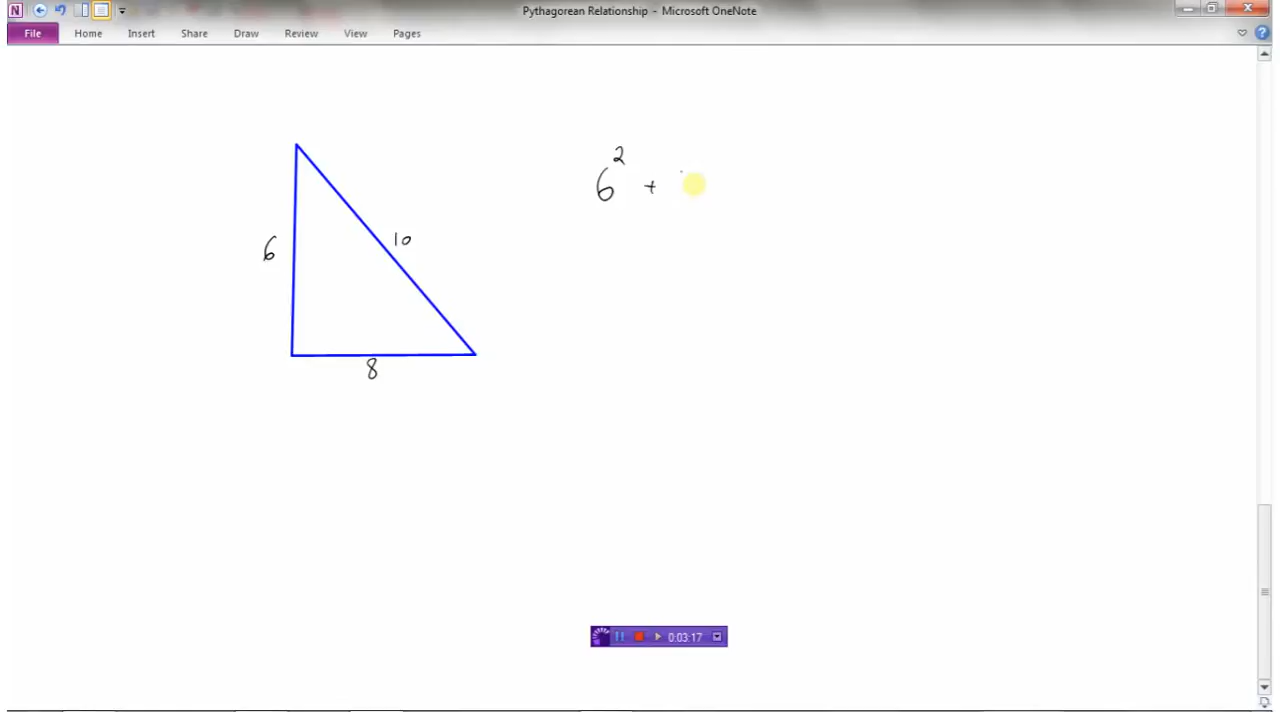 Pythagorean Relationship - Microsoft OneNote
File Home Insert Share Draw Review View Pages
6² +
6
10
8
0:03:17